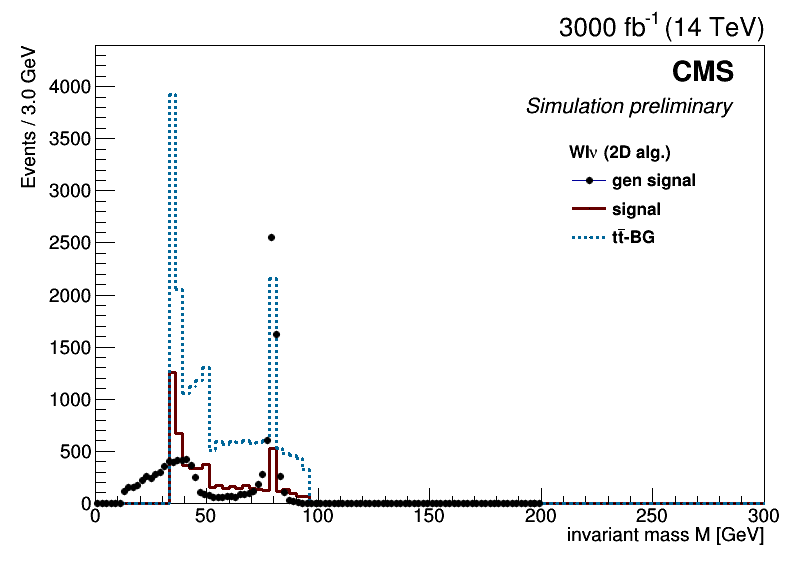 3000 fb⁻¹ (14 TeV)
CMS
Simulation preliminary
Wlν (2D alg.)
gen signal
signal
tt̄-BG
Events / 3.0 GeV
4000
3500
3000
2500
2000
1500
1000
500
0
0 50 100 150 200 250 300
invariant mass M [GeV]